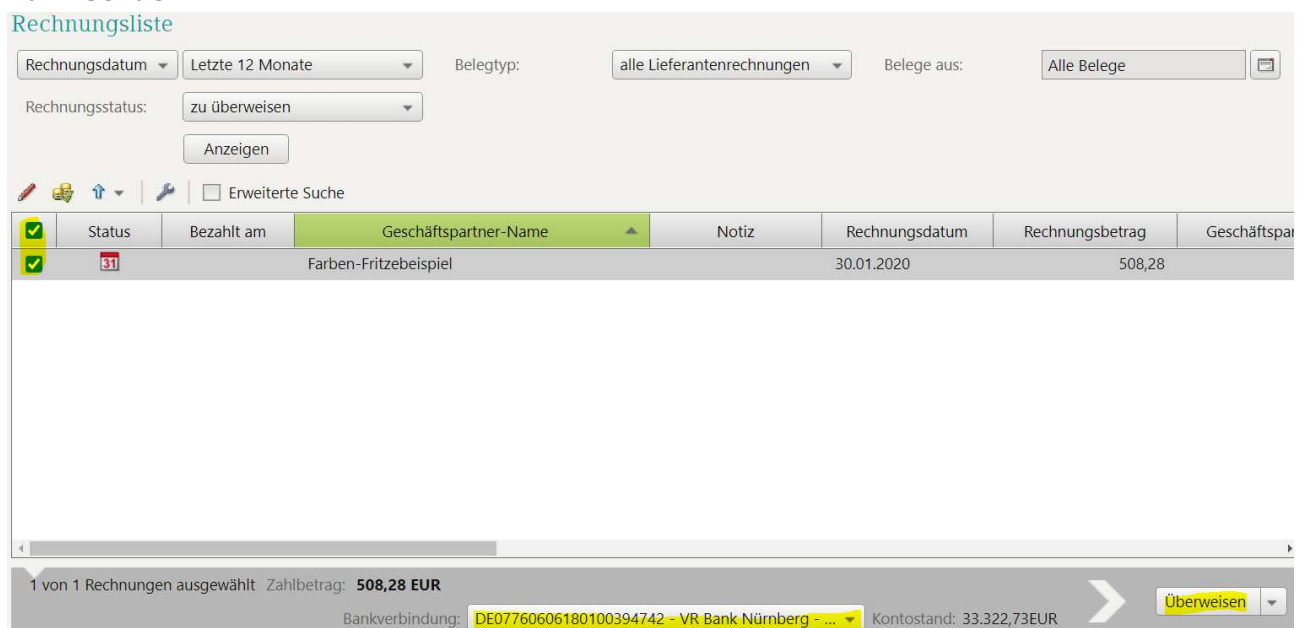 Rechnungsliste
Rechnungsdatum Letzte 12 Monate Belegtyp: alle Lieferantenrechnungen Belege aus: Alle Belege
Rechnungsstatus: zu überweisen
Anzeigen
Erweiterte Suche
Status Bezahlt am Geschäftspartner-Name Notiz Rechnungsdatum Rechnungsbetrag Geschäftspar
31 Farben-Fritzebeispiel 30.01.2020 508,28
1 von 1 Rechnungen ausgewählt Zahlbetrag: 508,28 EUR
Überweisen
Bankverbindung: DE07760606180100394742 - VR Bank Nürnberg - ... Kontostand: 33.322,73EUR